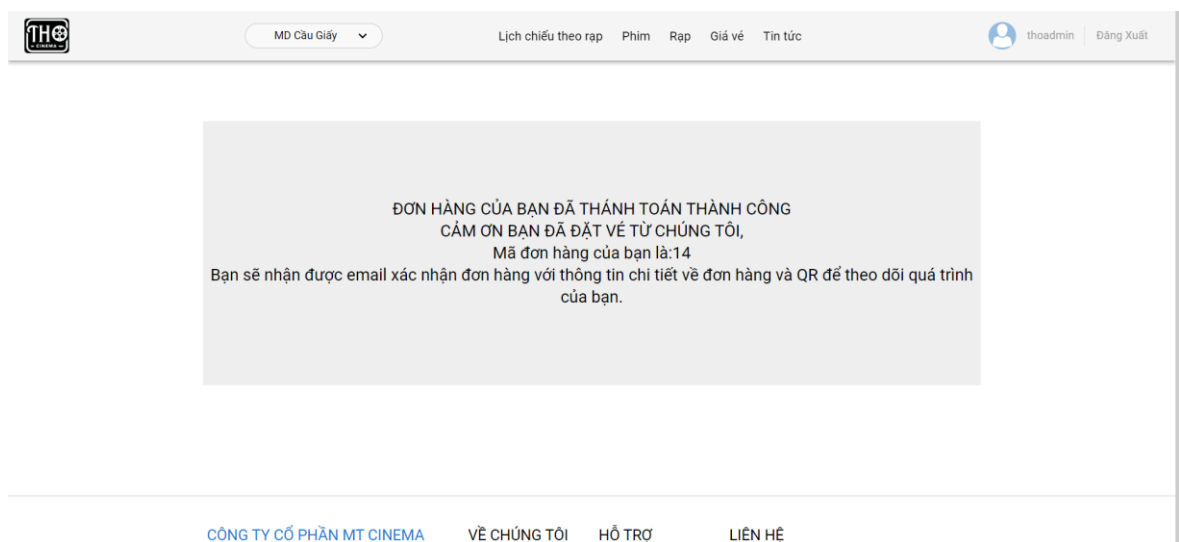 THO
CINEMA
MD Cầu Giấy
Lịch chiếu theo rạp Phim Rạp Giá vé Tin tức
thoadmin Đăng Xuất
ĐƠN HÀNG CỦA BẠN ĐÃ THÁNH TOÁN THÀNH CÔNG
CẢM ƠN BẠN ĐÃ ĐẶT VÉ TỪ CHÚNG TÔI,
Mã đơn hàng của bạn là:14
Bạn sẽ nhận được email xác nhận đơn hàng với thông tin chi tiết về đơn hàng và QR để theo dõi quá trình
của bạn.
CÔNG TY CỔ PHẦN MT CINEMA VỀ CHÚNG TÔI HỖ TRỢ LIÊN HỆ